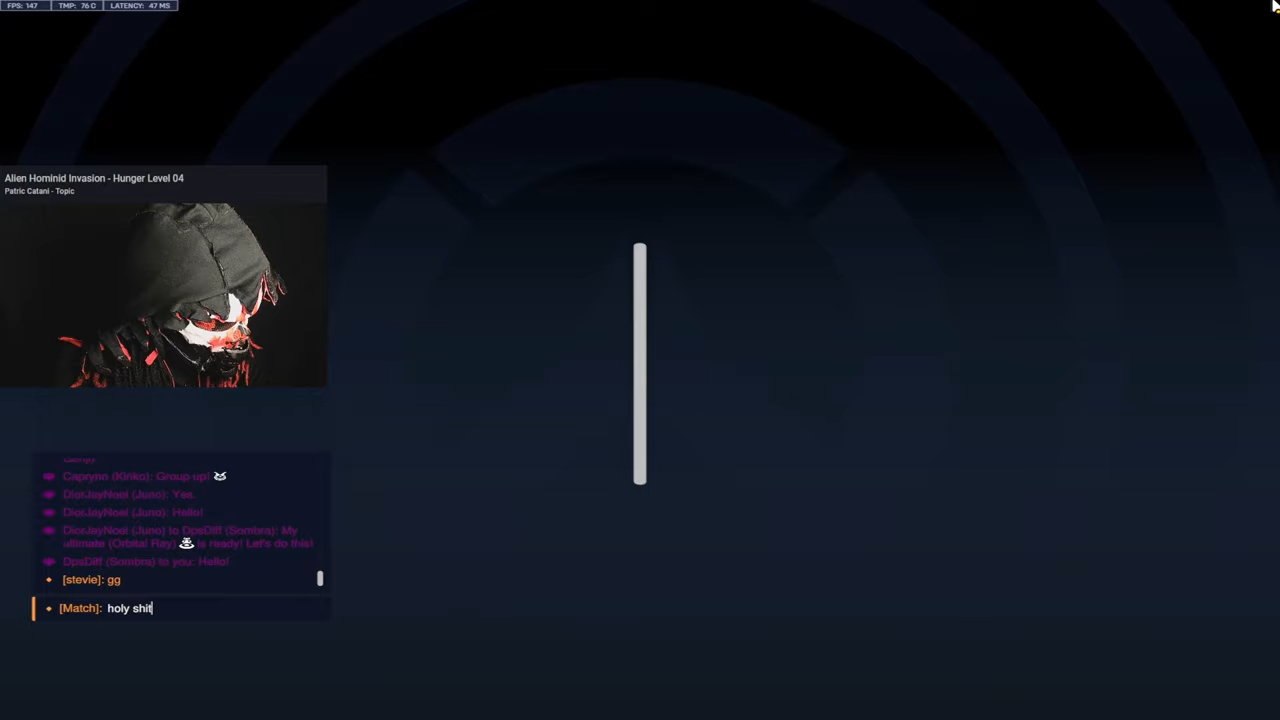 FPS: 147 TMP: 76 C LATENCY: 47 MS
Alien Hominid Invasion - Hunger Level 04
Patric Catani - Topic
Caprynn (Kiriko): Group up!
DiorJayNoel (Juno): Yes.
DiorJayNoel (Juno): Hello!
DiorJayNoel (Juno) to DpsDiff (Sombra): My
ultimate (Orbital Ray) is ready! Let's do this!
DpsDiff (Sombra) to you: Hello!
[stevie]: gg
[Match]: holy shit